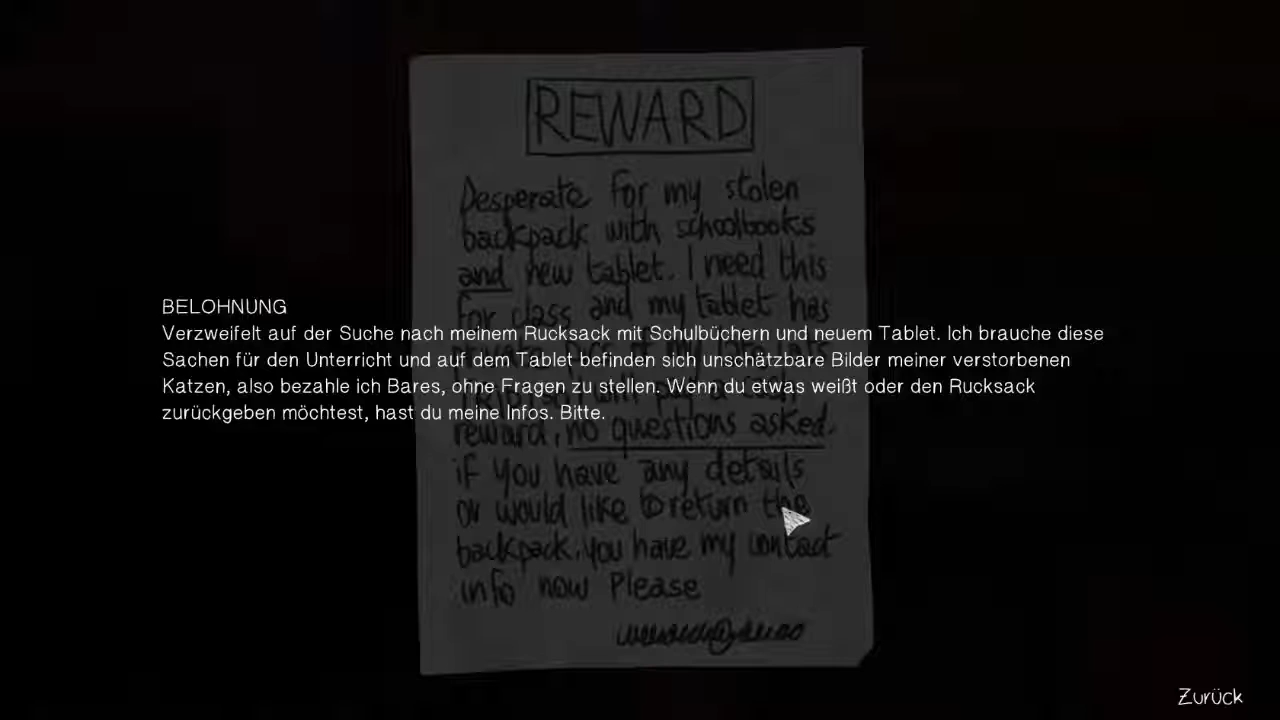 REWARD
Desperate for my stolen
backpack with schoolbooks
and new tablet. I need this
for class and my tablet has
BELOHNUNG
Verzweifelt auf der Suche nach meinem Rucksack mit Schulbüchern und neuem Tablet. Ich brauche diese
Sachen für den Unterricht und auf dem Tablet befinden sich unschätzbare Bilder meiner verstorbenen
Katzen, also bezahle ich Bares, ohne Fragen zu stellen. Wenn du etwas weißt oder den Rucksack
zurückgeben möchtest, hast du meine Infos. Bitte.
reward, no questions asked.
if you have any details
or would like to return the
backpack, you have my contact
info now Please
Zurück